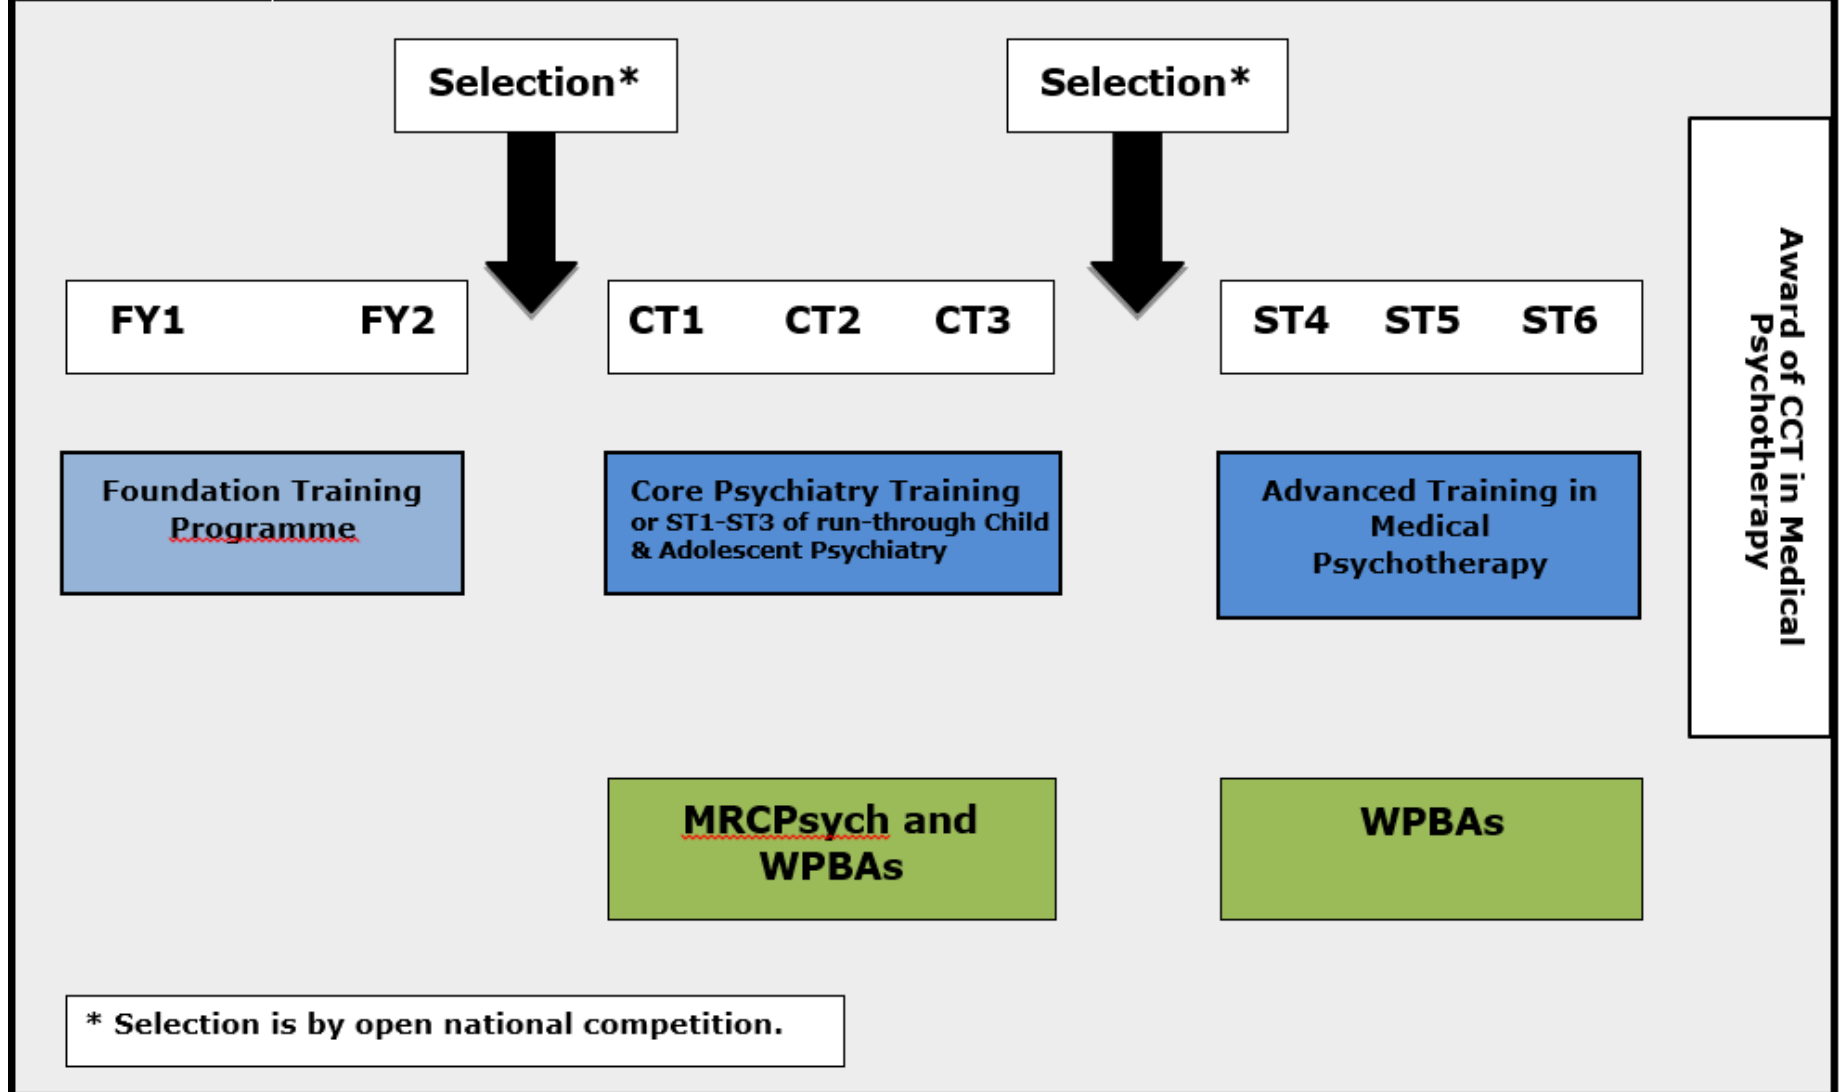 Selection*
Selection*
FY1 FY2
CT1 CT2 CT3
ST4 ST5 ST6
Foundation Training
Programme
Core Psychiatry Training
or ST1-ST3 of run-through Child
& Adolescent Psychiatry
Advanced Training in
Medical
Psychotherapy
Award of CCT in Medical
Psychotherapy
MRCPsych and
WPBAs
WPBAs
* Selection is by open national competition.